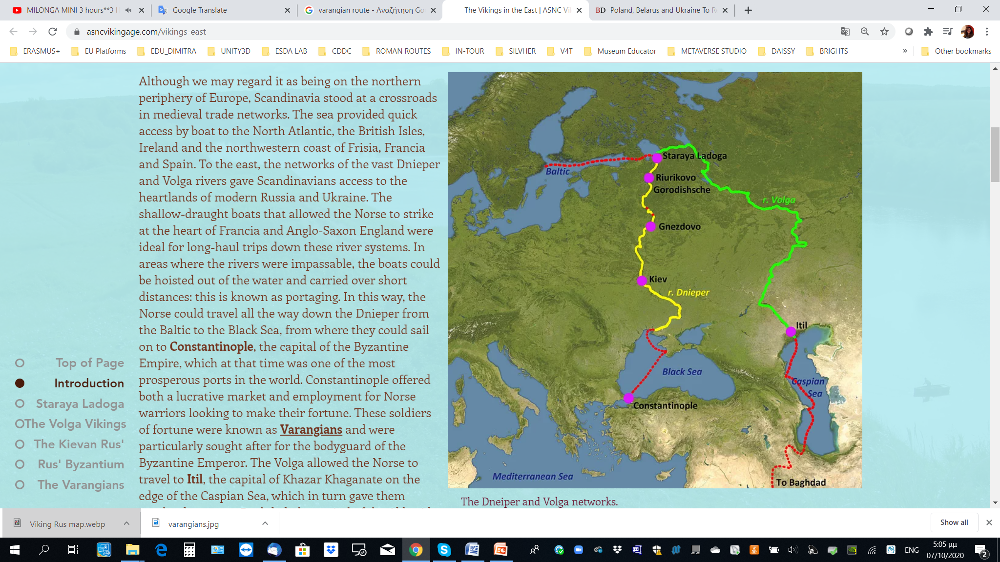 MILONGA MINI 3 hours**3 H
Google Translate
varangian route - Αναζήτηση Go
The Vikings in the East | ASNC Vi
BD Poland, Belarus and Ukraine To R
asncvikingage.com/vikings-east
ERASMUS+ EU Platforms EDU_DIMITRA UNITY3D ESDA LAB CDDC ROMAN ROUTES IN-TOUR SILVHER V4T Museum Educator METAVERSE STUDIO DAISSY BRIGHTS » Other bookmarks
Although we may regard it as being on the northern
periphery of Europe, Scandinavia stood at a crossroads
in medieval trade networks. The sea provided quick
access by boat to the North Atlantic, the British Isles,
Ireland and the northwestern coast of Frisia, Francia
and Spain. To the east, the networks of the vast Dnieper
and Volga rivers gave Scandinavians access to the
heartlands of modern Russia and Ukraine. The
shallow-draught boats that allowed the Norse to strike
at the heart of Francia and Anglo-Saxon England were
ideal for long-haul trips down these river systems. In
areas where the rivers were impassable, the boats could
be hoisted out of the water and carried over short
distances: this is known as portaging. In this way, the
Norse could travel all the way down the Dnieper from
the Baltic to the Black Sea, from where they could sail
on to Constantinople, the capital of the Byzantine
Empire, which at that time was one of the most
prosperous ports in the world. Constantinople offered
both a lucrative market and employment for Norse
warriors looking to make their fortune. These soldiers
of fortune were known as Varangians and were
particularly sought after for the bodyguard of the
Byzantine Emperor. The Volga allowed the Norse to
travel to Itil, the capital of Khazar Khaganate on the
edge of the Caspian Sea, which in turn gave them
Top of Page
Introduction
Staraya Ladoga
The Volga Vikings
The Kievan Rus'
Rus' Byzantium
The Varangians
Staraya Ladoga
Baltic
Riurikovo
Gorodishsche
r. Volga
Gnezdovo
Kiev
r. Dnieper
Itil
Black Sea
Caspian
Sea
Constantinople
Mediterranean Sea
To Baghdad
The Dneiper and Volga networks.
Viking Rus map.webp
varangians.jpg
Show all
ENG
5:05 μμ
07/10/2020
2